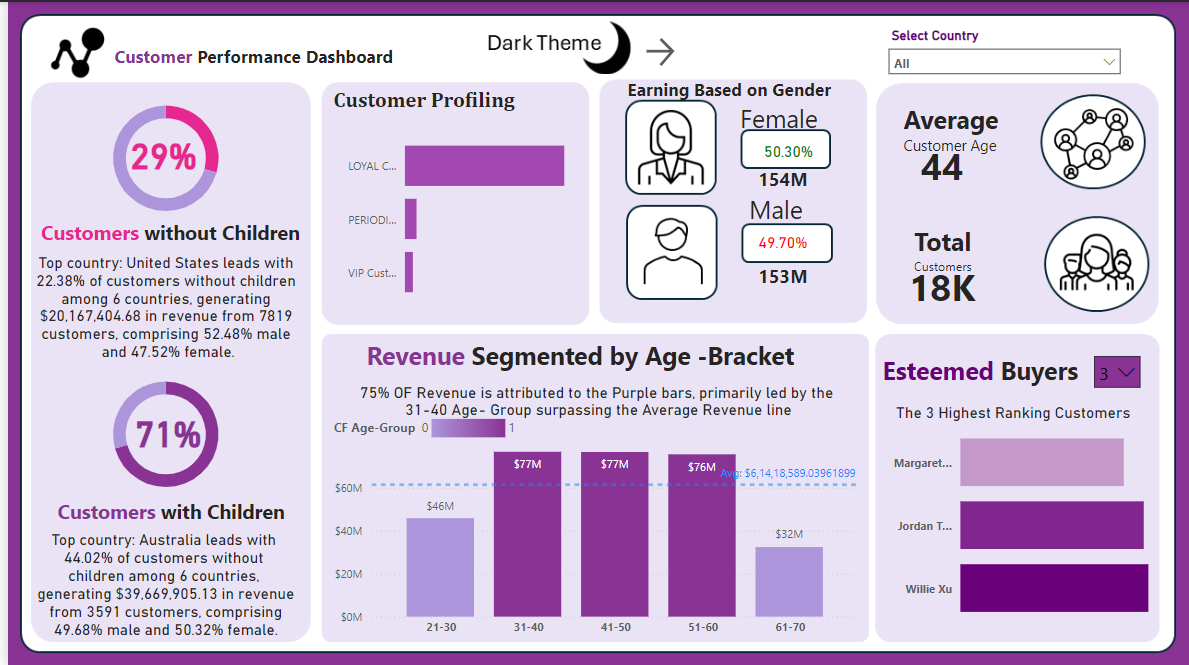 Customer Performance Dashboard
Dark Theme
Select Country
All
29%
Customers without Children
Top country: United States leads with
22.38% of customers without children
among 6 countries, generating
$20,167,404.68 in revenue from 7819
customers, comprising 52.48% male
and 47.52% female.
71%
Customers with Children
Top country: Australia leads with
44.02% of customers without
children among 6 countries,
generating $39,669,905.13 in revenue
from 3591 customers, comprising
49.68% male and 50.32% female.
Customer Profiling
LOYAL C...
PERIODI...
VIP Cust...
Earning Based on Gender
Female
50.30%
154M
Male
49.70%
153M
Average
Customer Age
44
Total
Customers
18K
Revenue Segmented by Age -Bracket
75% OF Revenue is attributed to the Purple bars, primarily led by the
31-40 Age- Group surpassing the Average Revenue line
CF Age-Group 0 1
$77M
$77M
$76M
Avg: $6,14,18,589.03961899
$60M
$46M
$40M
$32M
$20M
$0M
21-30
31-40
41-50
51-60
61-70
Esteemed Buyers
3
The 3 Highest Ranking Customers
Margaret...
Jordan T...
Willie Xu